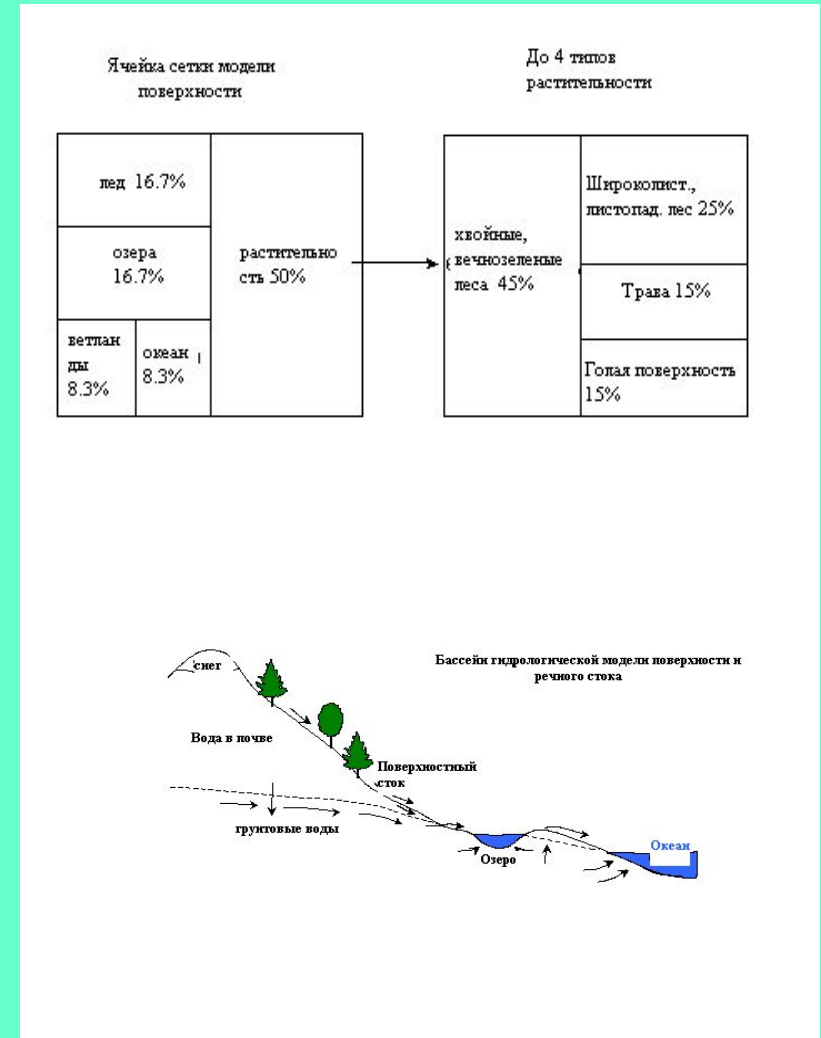 Ячейка сетки модели
поверхности
До 4 типов
растительности
лед 16.7%
озера
16.7%
ветлан
ды
8.3%
океан
8.3%
растительно
сть 50%
хвойные,
вечнозеленые
леса 45%
Широколист.,
листопад. лес 25%
Трава 15%
Голая поверхность
15%
снег
Бассейн гидрологической модели поверхности и
речного стока
Вода в почве
Поверхностный
сток
грунтовые воды
Озеро
Океан